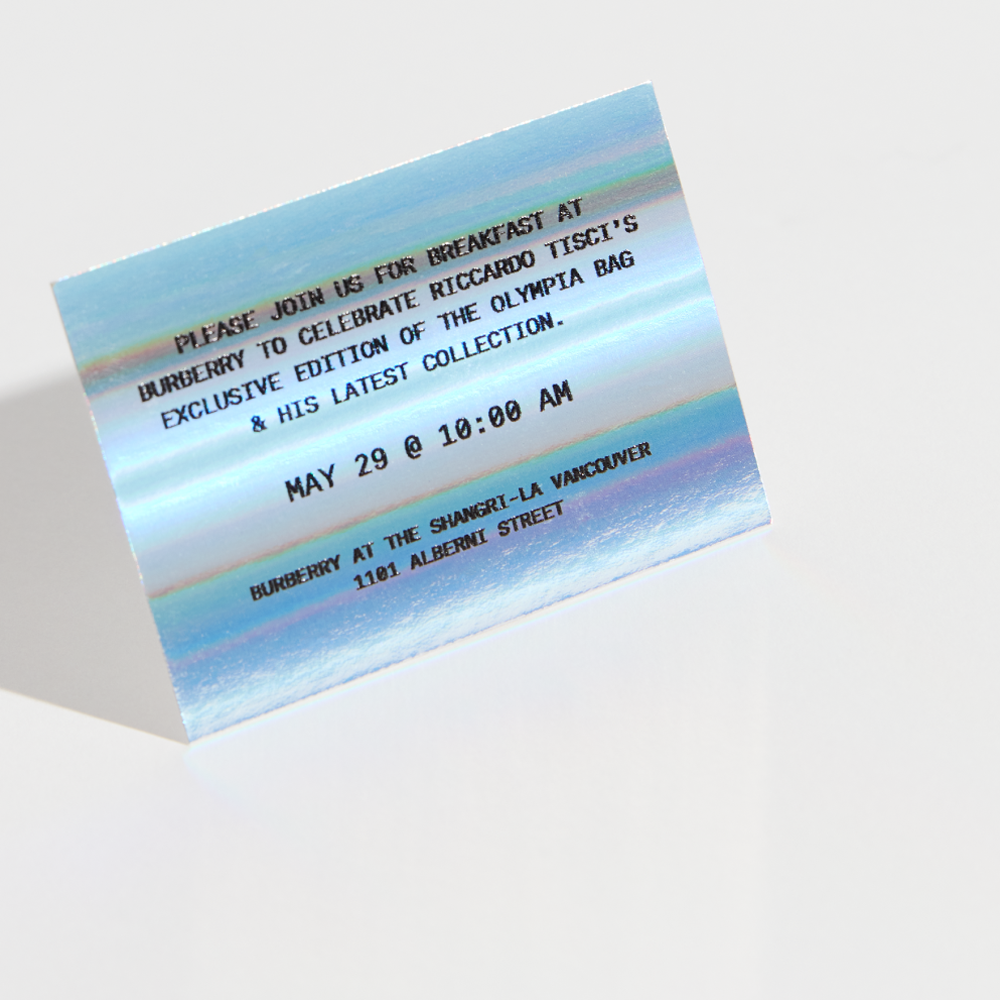 PLEASE JOIN US FOR BREAKFAST AT
BURBERRY TO CELEBRATE RICCARDO TISCI'S
EXCLUSIVE EDITION OF THE OLYMPIA BAG
& HIS LATEST COLLECTION.
MAY 29 @ 10:00 AM
BURBERRY AT THE SHANGRI-LA VANCOUVER
1101 ALBERNI STREET